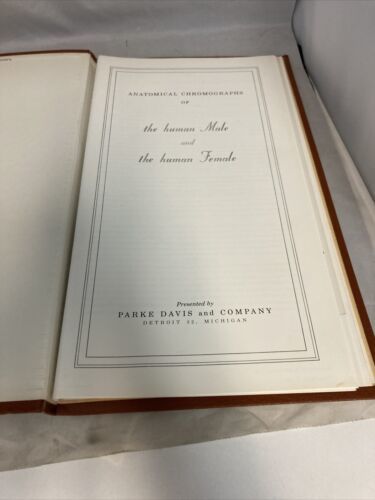 ANATOMICAL CHROMOGRAPHS
OF
the human Male
and
the human Female
Presented by
PARKE DAVIS and COMPANY
DETROIT 32, MICHIGAN